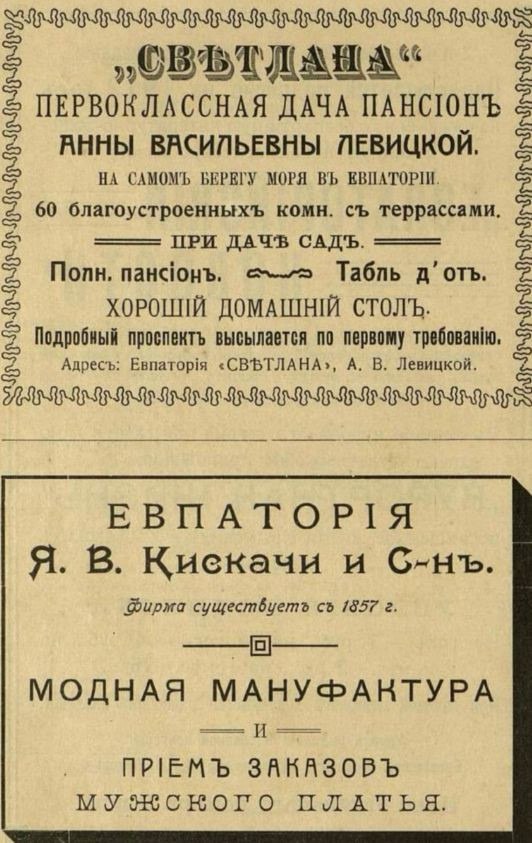 „СВѢТЛАНА“
ПЕРВОКЛАССНАЯ ДАЧА ПАНСІОНЪ
АННЫ ВАСИЛЬЕВНЫ ЛЕВИЦКОЙ.
НА САМОМЪ БЕРЕГУ МОРЯ ВЪ ЕВПАТОРІИ.
60 благоустроенныхъ комн. съ террассами.
ПРИ ДАЧѢ САДЪ.
Полн. пансіонъ. Табль д’отъ.
ХОРОШІЙ ДОМАШНІЙ СТОЛЪ.
Подробный проспектъ высылается по первому требованію.
Адресъ: Евпаторія «СВѢТЛАНА», А. В. Левицкой.
ЕВПАТОРІЯ
Я. В. Кискачи и С-нъ.
фирма существуетъ съ 1857 г.
МОДНАЯ МАНУФАКТУРА
И
ПРІЕМЪ ЗАКАЗОВЪ
МУЖСКОГО ПЛАТЬЯ.